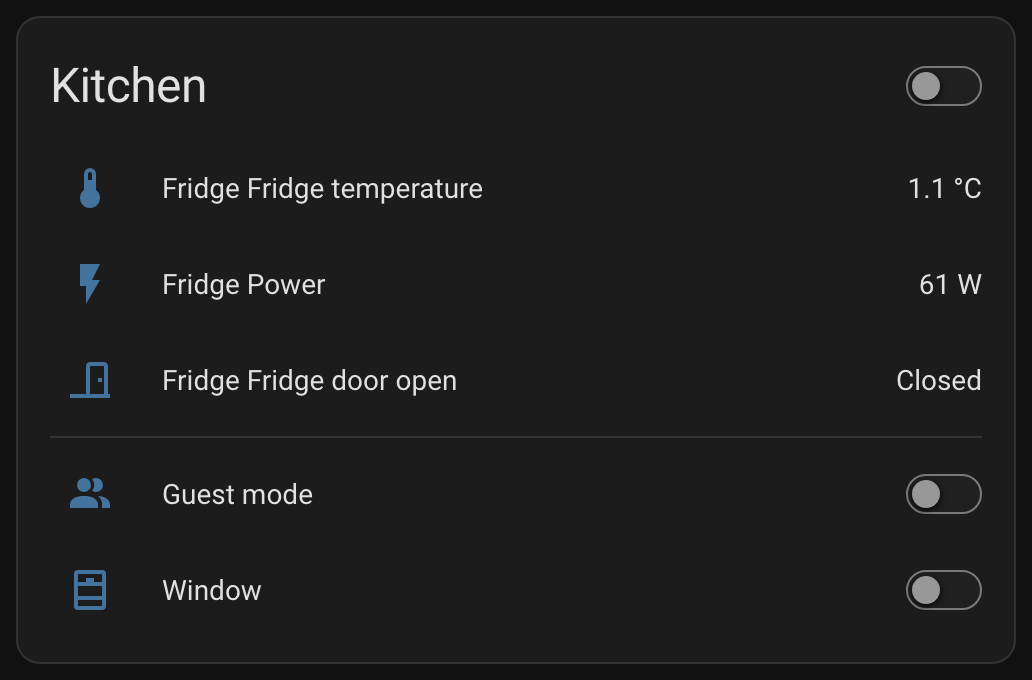 Kitchen
Fridge Fridge temperature 1.1 °C
Fridge Power 61 W
Fridge Fridge door open Closed
Guest mode
Window